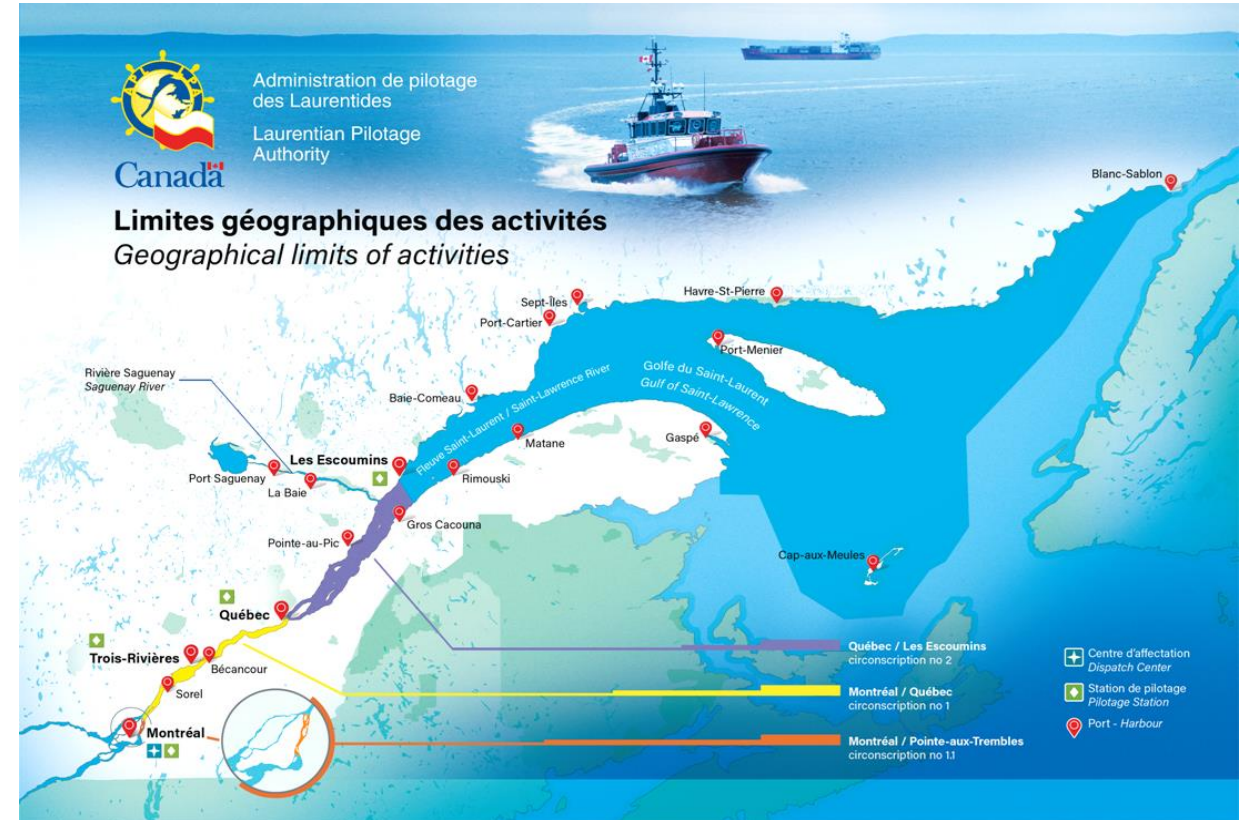 Administration de pilotage
des Laurentides
Laurentian Pilotage
Authority
Canada
Limites géographiques des activités
Geographical limits of activities
Blanc-Sablon
Havre-St-Pierre
Sept-Îles
Port-Cartier
Port-Menier
Rivière Saguenay
Saguenay River
Golfe du Saint-Laurent
Gulf of Saint-Lawrence
Fleuve Saint-Laurent / Saint-Lawrence River
Baie-Comeau
Matane
Gaspé
Les Escoumins
Rimouski
Port Saguenay
La Baie
Gros Cacouna
Pointe-au-Pic
Cap-aux-Meules
Québec
Trois-Rivières
Bécancour
Sorel
Montréal
Québec / Les Escoumins
circonscription no 2
Montréal / Québec
circonscription no 1
Montréal / Pointe-aux-Trembles
circonscription no 1.1
Centre d'affectation
Dispatch Center
Station de pilotage
Pilotage Station
Port - Harbour